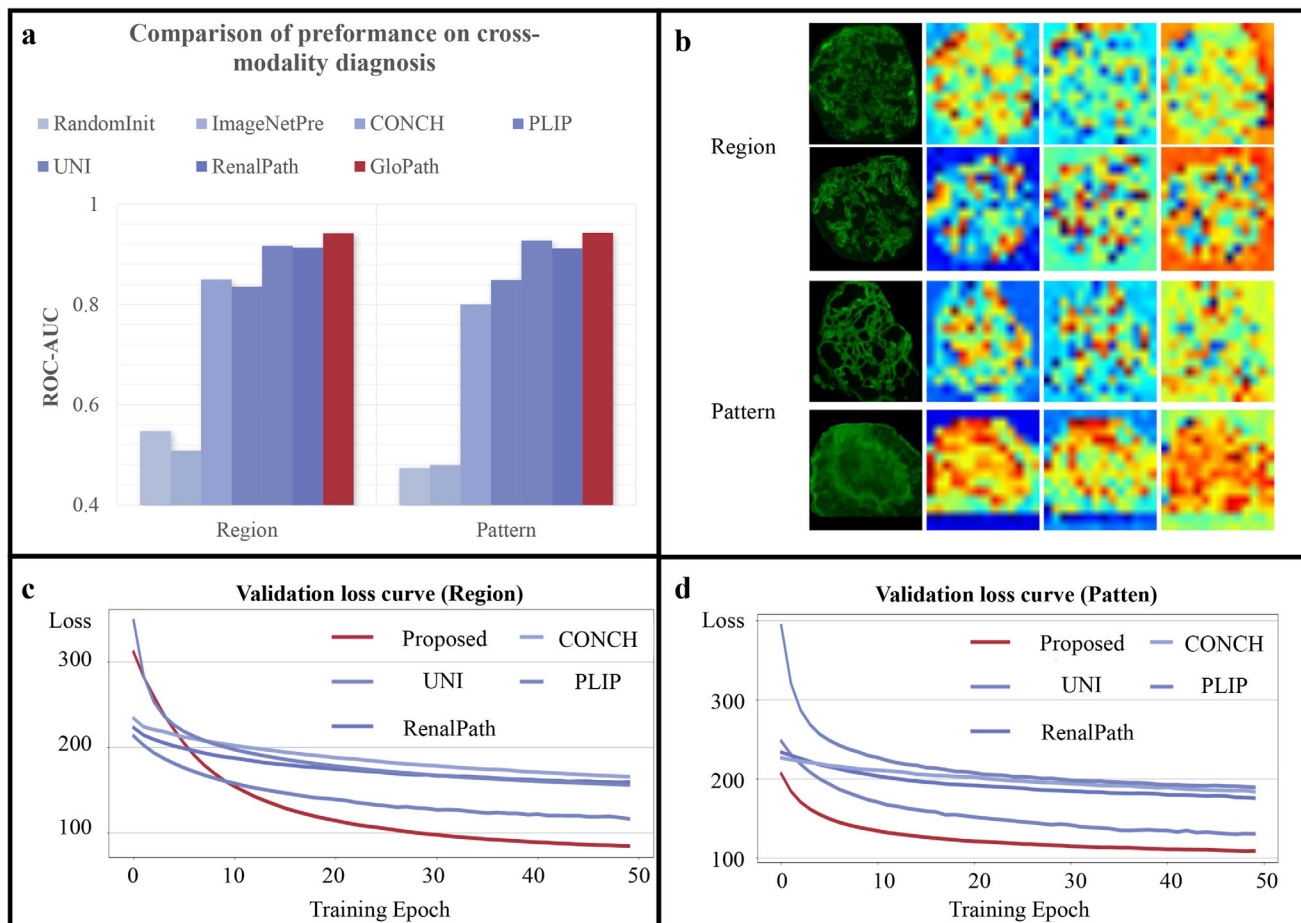 a
Comparison of preformance on cross-
modality diagnosis
RandomInit ImageNetPre CONCH PLIP
UNI RenalPath GloPath
1
0.8
0.6
0.4
ROC-AUC
Region Pattern
b
Region
Pattern
c
Validation loss curve (Region)
Loss
Proposed CONCH
UNI PLIP
RenalPath
300
200
100
0 10 20 30 40 50
Training Epoch
d
Validation loss curve (Patten)
Loss
Proposed CONCH
UNI PLIP
RenalPath
300
200
100
0 10 20 30 40 50
Training Epoch